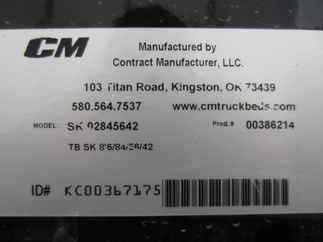 CM
Manufactured by
Contract Manufacturer, LLC.
103 Titan Road, Kingston, OK 73439
580.564.7537 www.cmtruckbeds.com
MODEL: SK 02845642 Prod.# 00386214
TB SK 8'6/84/56/42
ID# KC00367175